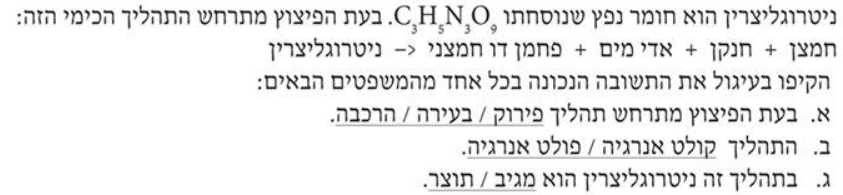 ניטרוגליצרין הוא חומר נפץ שנוסחתו C₃H₅N₃O₉. בעת הפיצוץ מתרחש התהליך הכימי הזה:
חמצן + חנקן + אדי מים + פחמן דו חמצני <– ניטרוגליצרין
הקיפו בעיגול את התשובה הנכונה בכל אחד מהמשפטים הבאים:
א. בעת הפיצוץ מתרחש תהליך פירוק / בעירה / הרכבה.
ב. התהליך קולט אנרגיה / פולט אנרגיה.
ג. בתהליך זה ניטרוגליצרין הוא מגיב / תוצר.